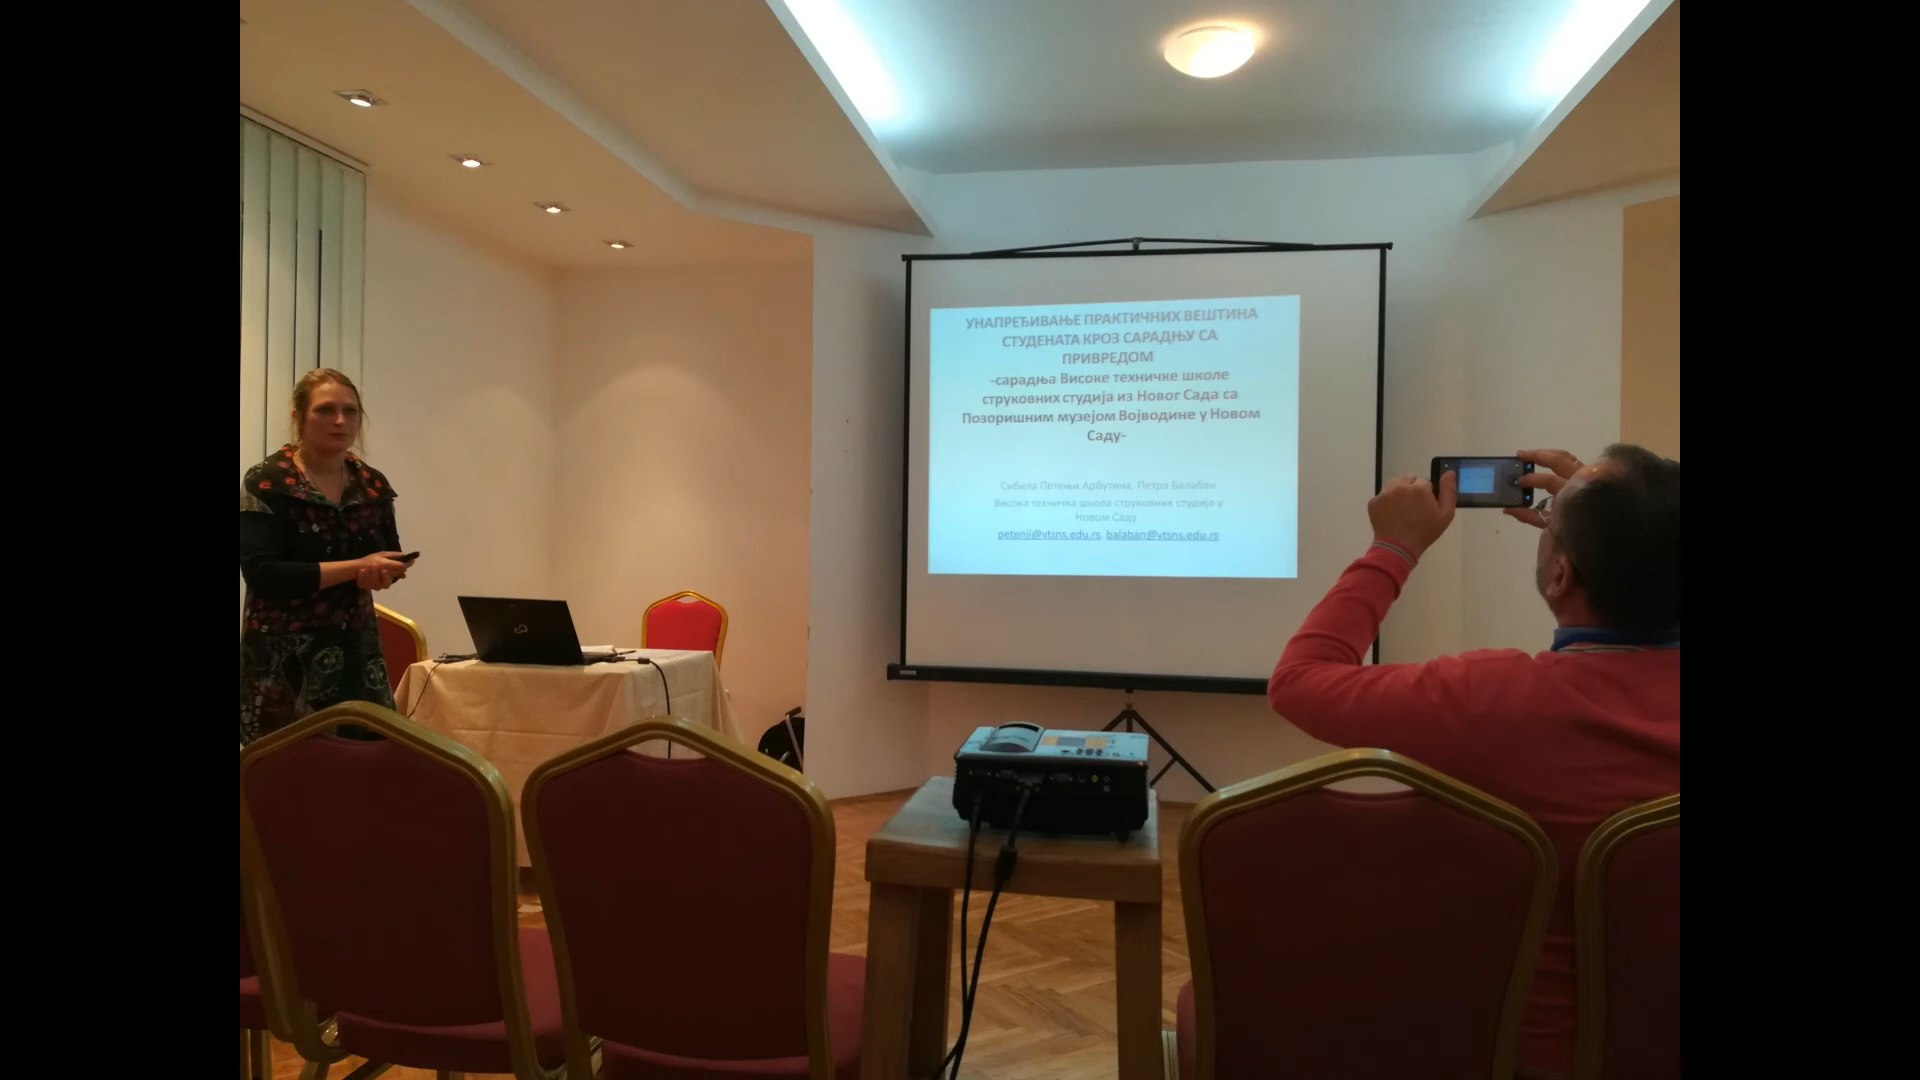 УНАПРЕЂИВАЊЕ ПРАКТИЧНИХ ВЕШТИНА
СТУДЕНАТА КРОЗ САРАДЊУ СА
ПРИВРЕДОМ
-сарадња Високе техничке школе
струковних студија из Новог Сада са
Позоришним музејом Војводине у Новом
Саду-
Сибила Петењи Арбутина, Петра Балабан
Висока техничка школа струковних студија у
Новом Саду
petenji@vtsns.edu.rs, balaban@vtsns.edu.rs